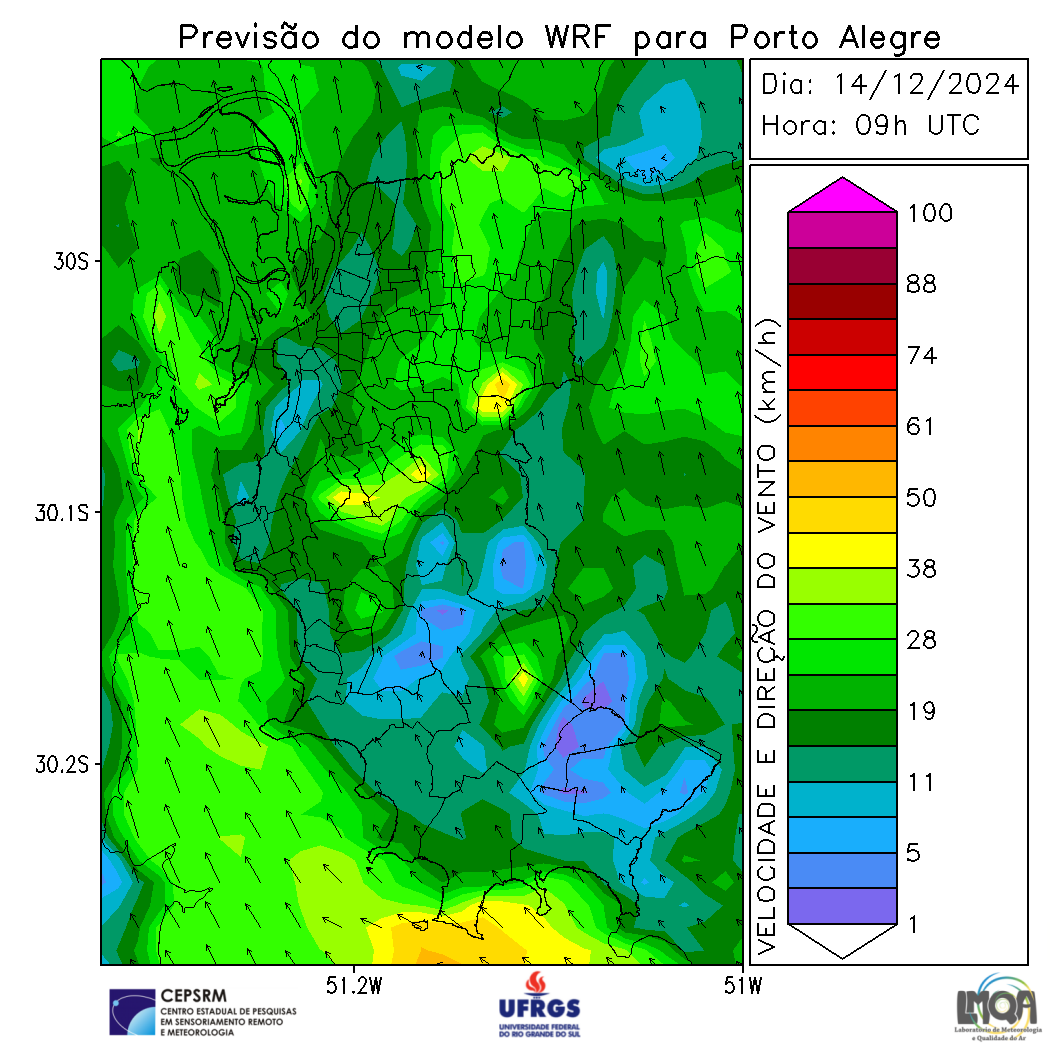 Previsão do modelo WRF para Porto Alegre
Dia: 14/12/2024
Hora: 09h UTC
30S
30.1S
30.2S
51.2W
51W
VELOCIDADE E DIREÇÃO DO VENTO (km/h)
100
88
74
61
50
38
28
19
11
5
1
CEPSRM
CENTRO ESTADUAL DE PESQUISAS
EM SENSORIAMENTO REMOTO
E METEOROLOGIA
UFRGS
UNIVERSIDADE FEDERAL
DO RIO GRANDE DO SUL
LMQA
Laboratório de Meteorologia
e Qualidade do Ar